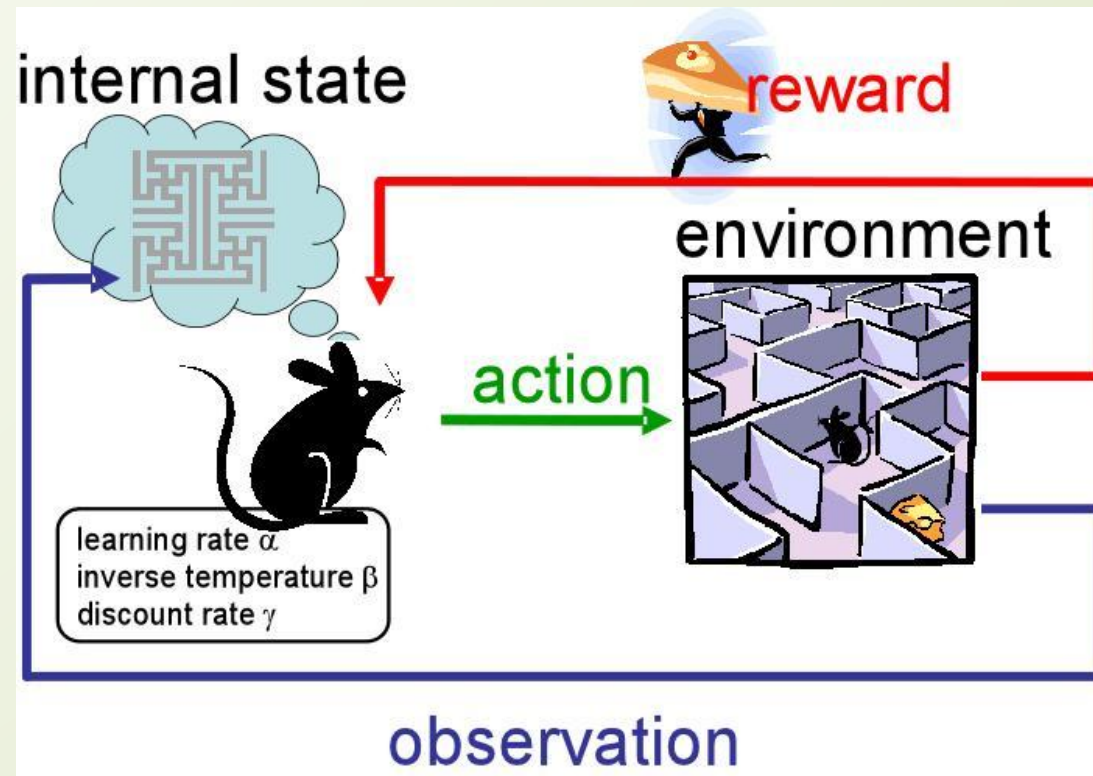 internal state
reward
environment
action
learning rate α
inverse temperature β
discount rate γ
observation